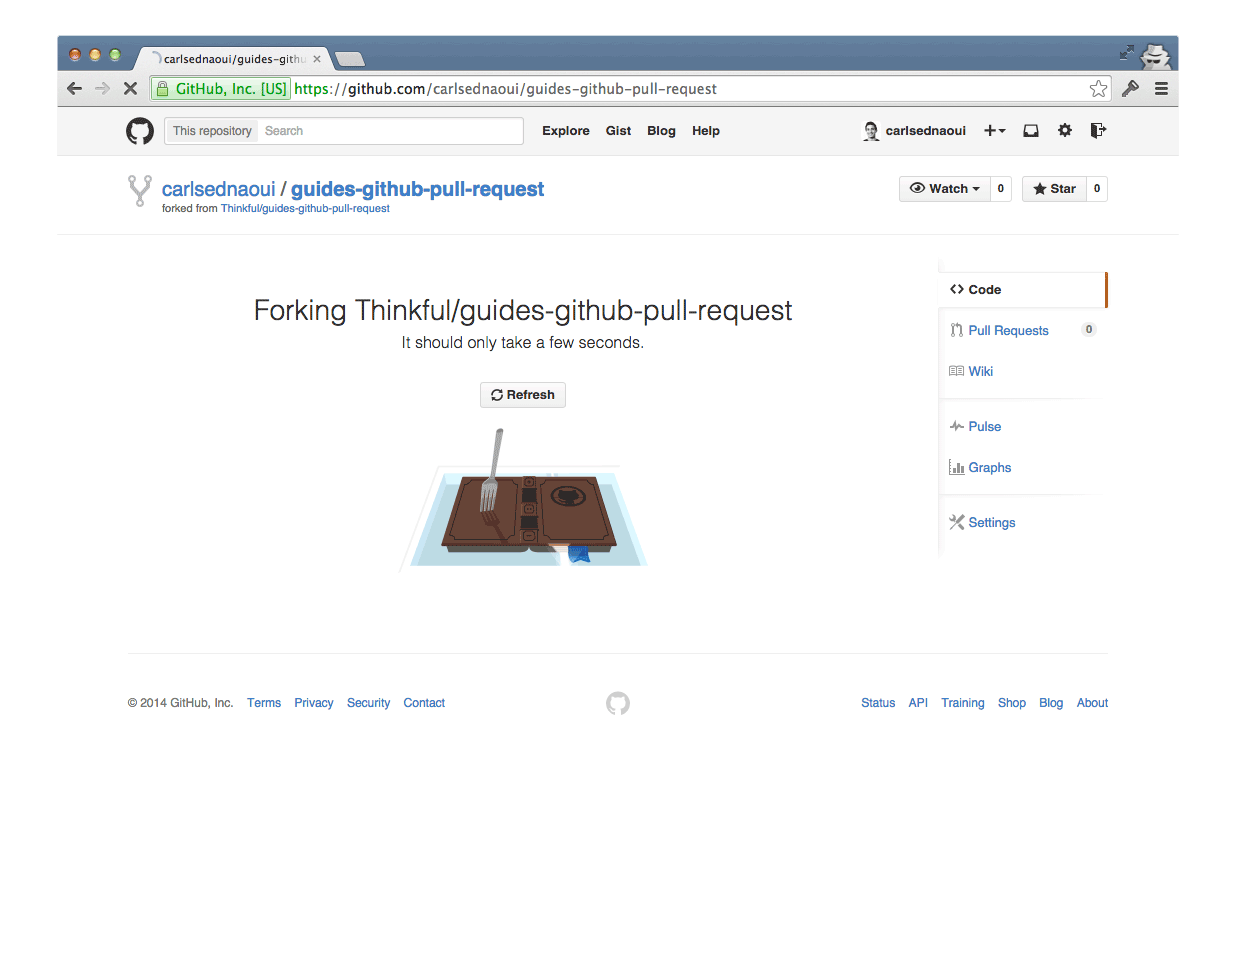 carlsednaoui/guides-githu
GitHub, Inc. [US] https://github.com/carlsednaoui/guides-github-pull-request
This repository Search Explore Gist Blog Help carlsednaoui
carlsednaoui / guides-github-pull-request Watch 0 Star 0
forked from Thinkful/guides-github-pull-request
Code
Forking Thinkful/guides-github-pull-request
Pull Requests 0
It should only take a few seconds.
Wiki
Refresh
Pulse
Graphs
Settings
© 2014 GitHub, Inc. Terms Privacy Security Contact Status API Training Shop Blog About